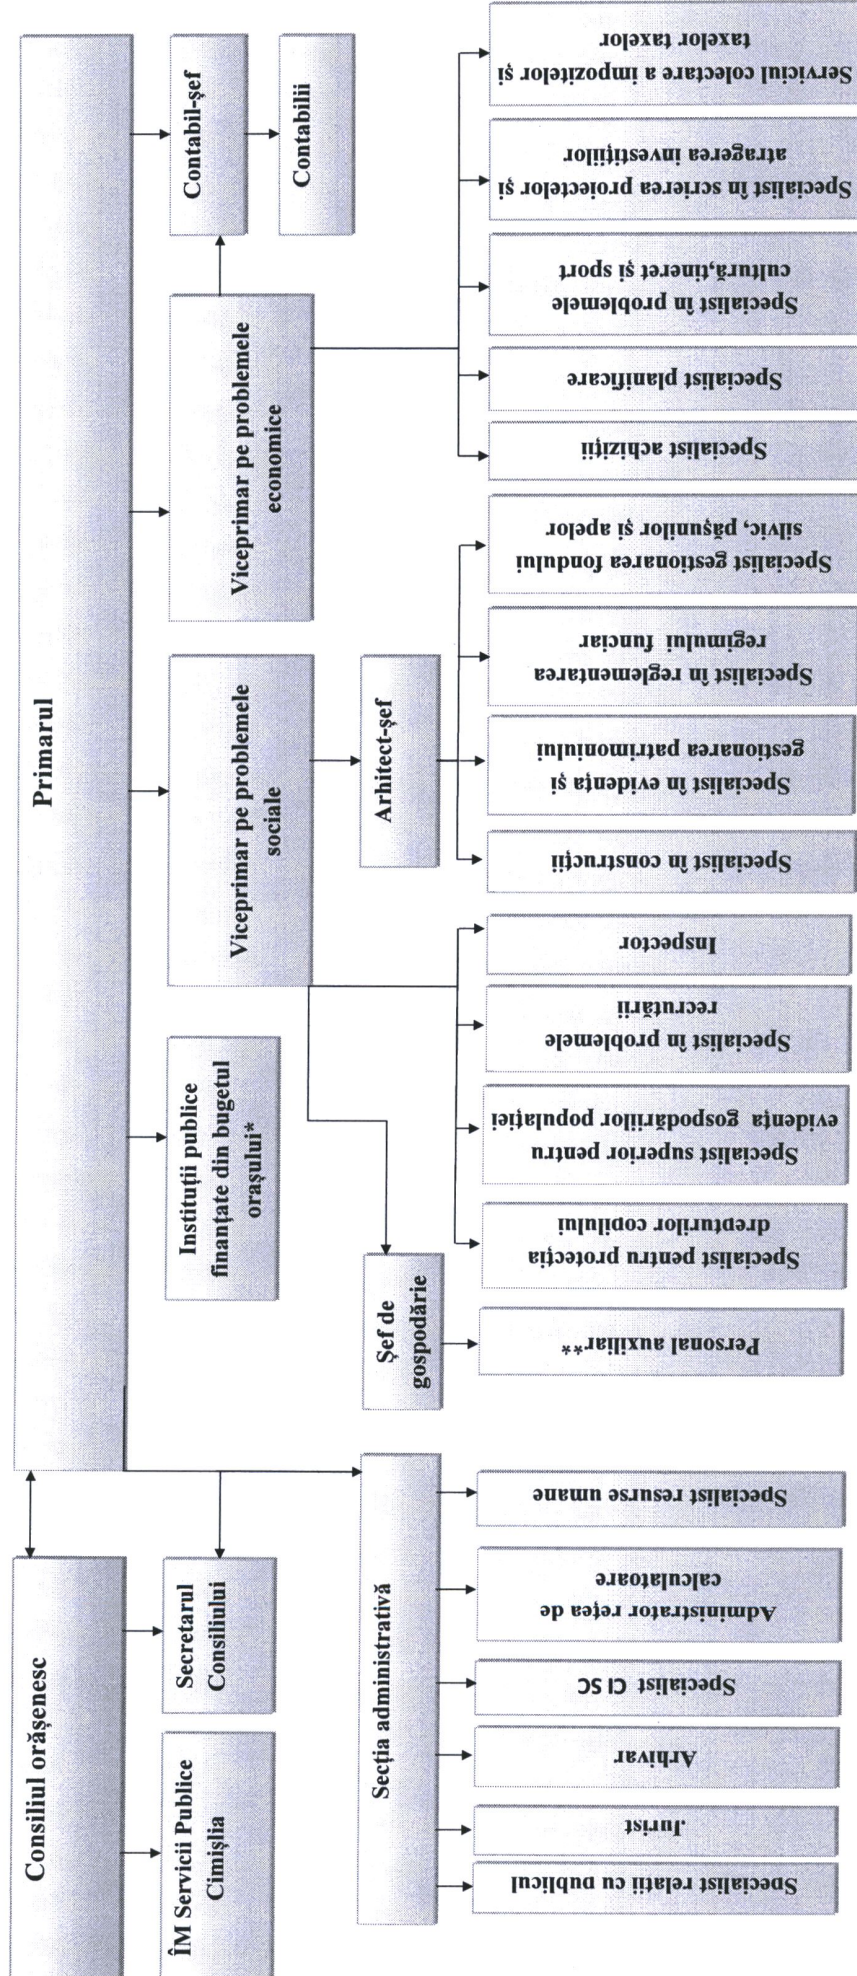 Consiliul orășenesc
Primarul
ÎM Servicii Publice
Cimișlia
Secretarul
Consiliului
Instituții publice
finanțate din bugetul
orașului*
Viceprimar pe problemele
sociale
Viceprimar pe problemele
economice
Contabil-șef
Contabilii
Secția administrativă
Șef de
gospodărie
Arhitect-șef
Specialist relatii cu publicul
Jurist
Arhivar
Specialist CISC
Administrator rețea de
calculatoare
Specialist resurse umane
Personal auxiliar**
Specialist pentru protecția
drepturilor copilului
Specialist superior pentru
evidența gospodăriilor populației
Specialist în problemele
recrutării
Inspector
Specialist în construcții
Specialist în evidența și
gestionarea patrimoniului
Specialist în reglementarea
regimului funciar
Specialist gestionarea fondului
silvic, pășunilor și apelor
Specialist achiziții
Specialist planificare
Specialist în problemele
cultură,tineret și sport
Specialist în scrierea proiectelor și
atragerea investițiilor
Serviciul colectare a impozitelor și
taxelor taxelor